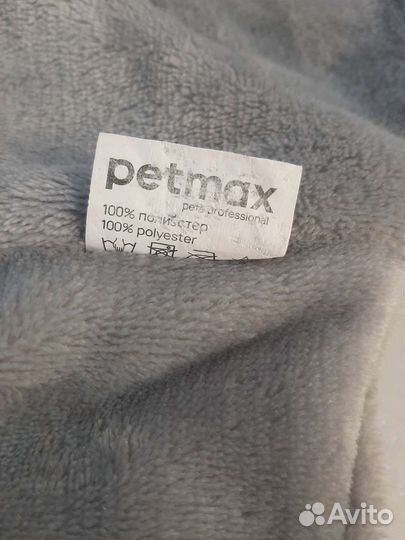 petmax
pets professional
100% полиэстер
100% polyester
Avito